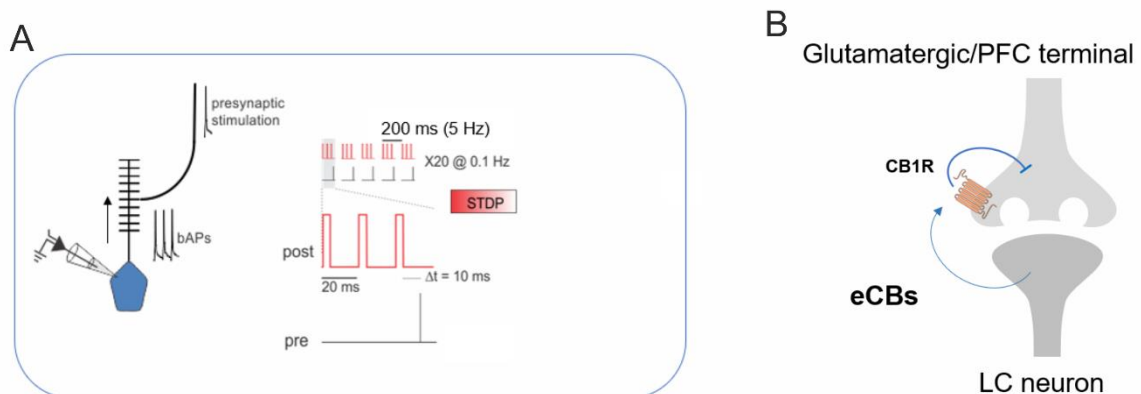 A
presynaptic
stimulation
bAPs
200 ms (5 Hz)
X20 @ 0.1 Hz
STDP
post
20 ms
Δt = 10 ms
pre
B
Glutamatergic/PFC terminal
CB1R
eCBs
LC neuron